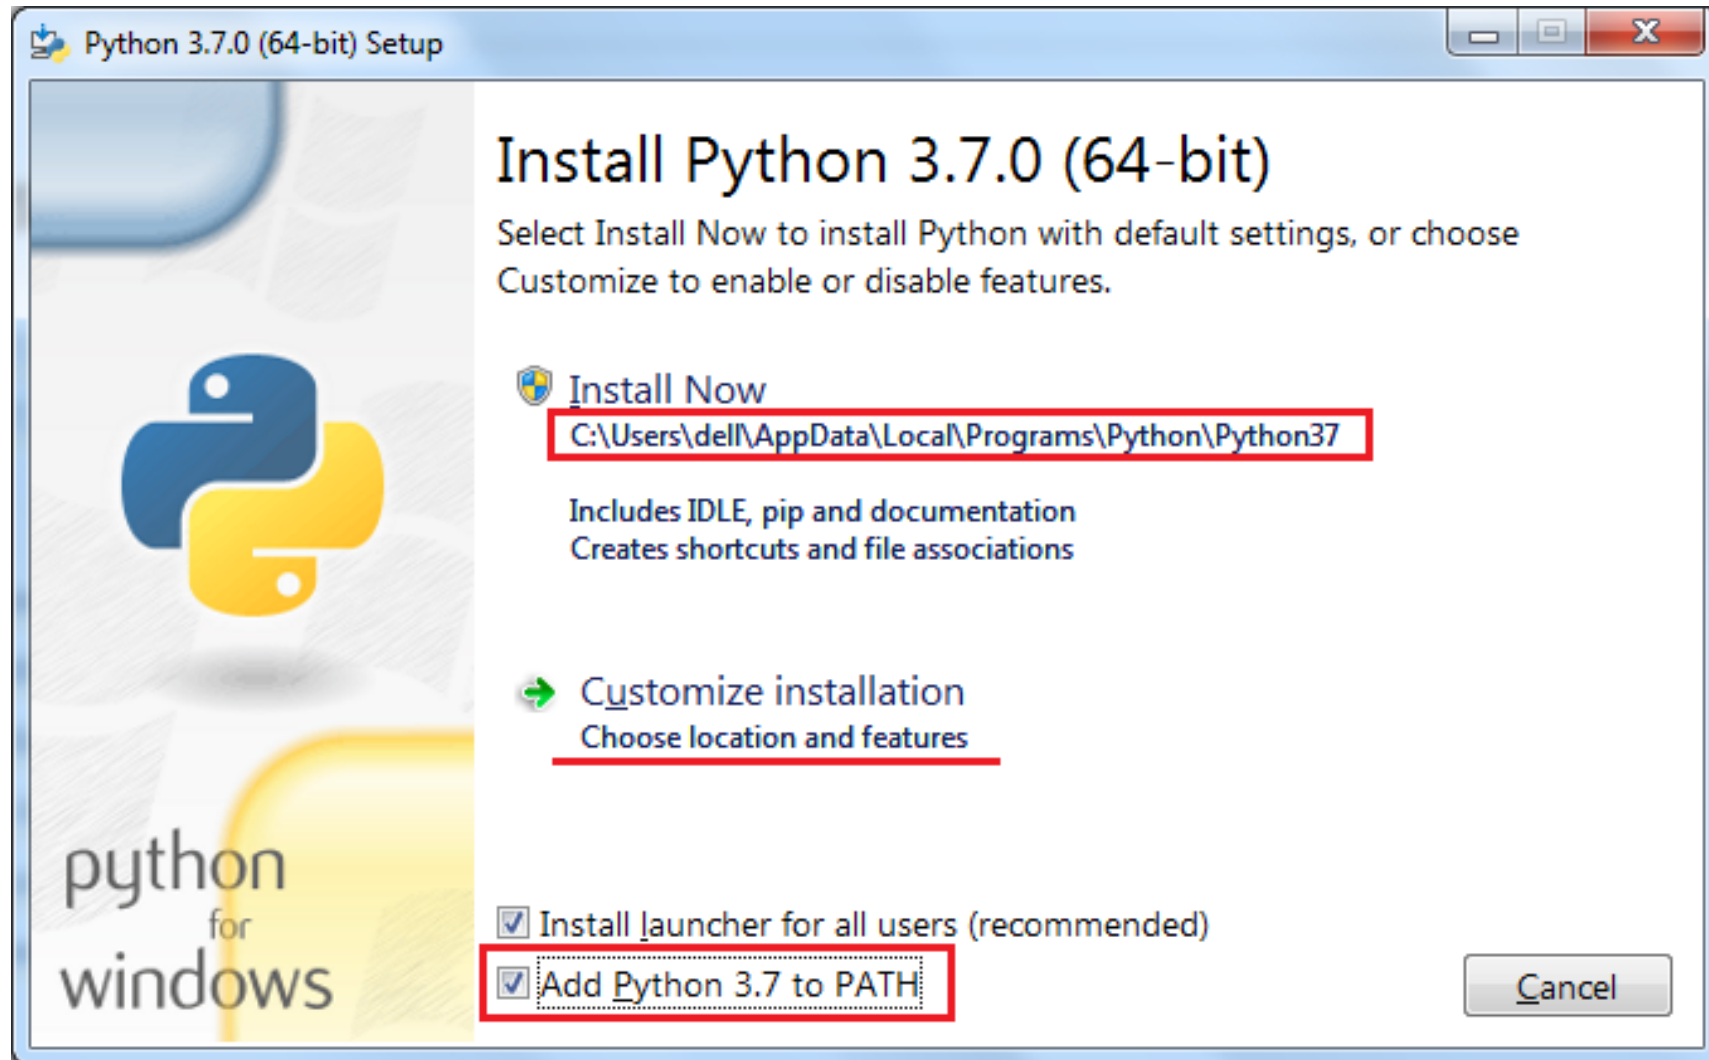 Python 3.7.0 (64-bit) Setup
Install Python 3.7.0 (64-bit)
Select Install Now to install Python with default settings, or choose
Customize to enable or disable features.
Install Now
C:\Users\dell\AppData\Local\Programs\Python\Python37
Includes IDLE, pip and documentation
Creates shortcuts and file associations
Customize installation
Choose location and features
python
for
windows
Install launcher for all users (recommended)
Add Python 3.7 to PATH
Cancel